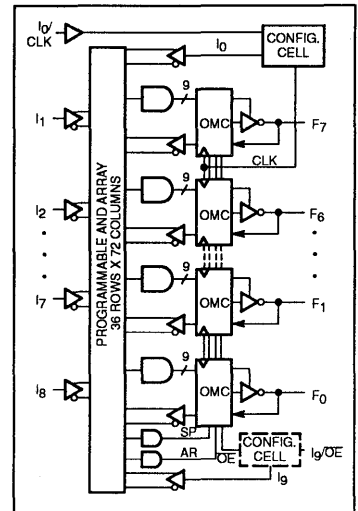 I0/
CLK
I0
CONFIG.
CELL
9
OMC
F7
I1
CLK
9
OMC
F6
I2
PROGRAMMABLE AND ARRAY
36 ROWS X 72 COLUMNS
9
OMC
F1
I7
9
OMC
F0
I8
SP
AR
OE
CONFIG.
CELL
I9/OE
I9